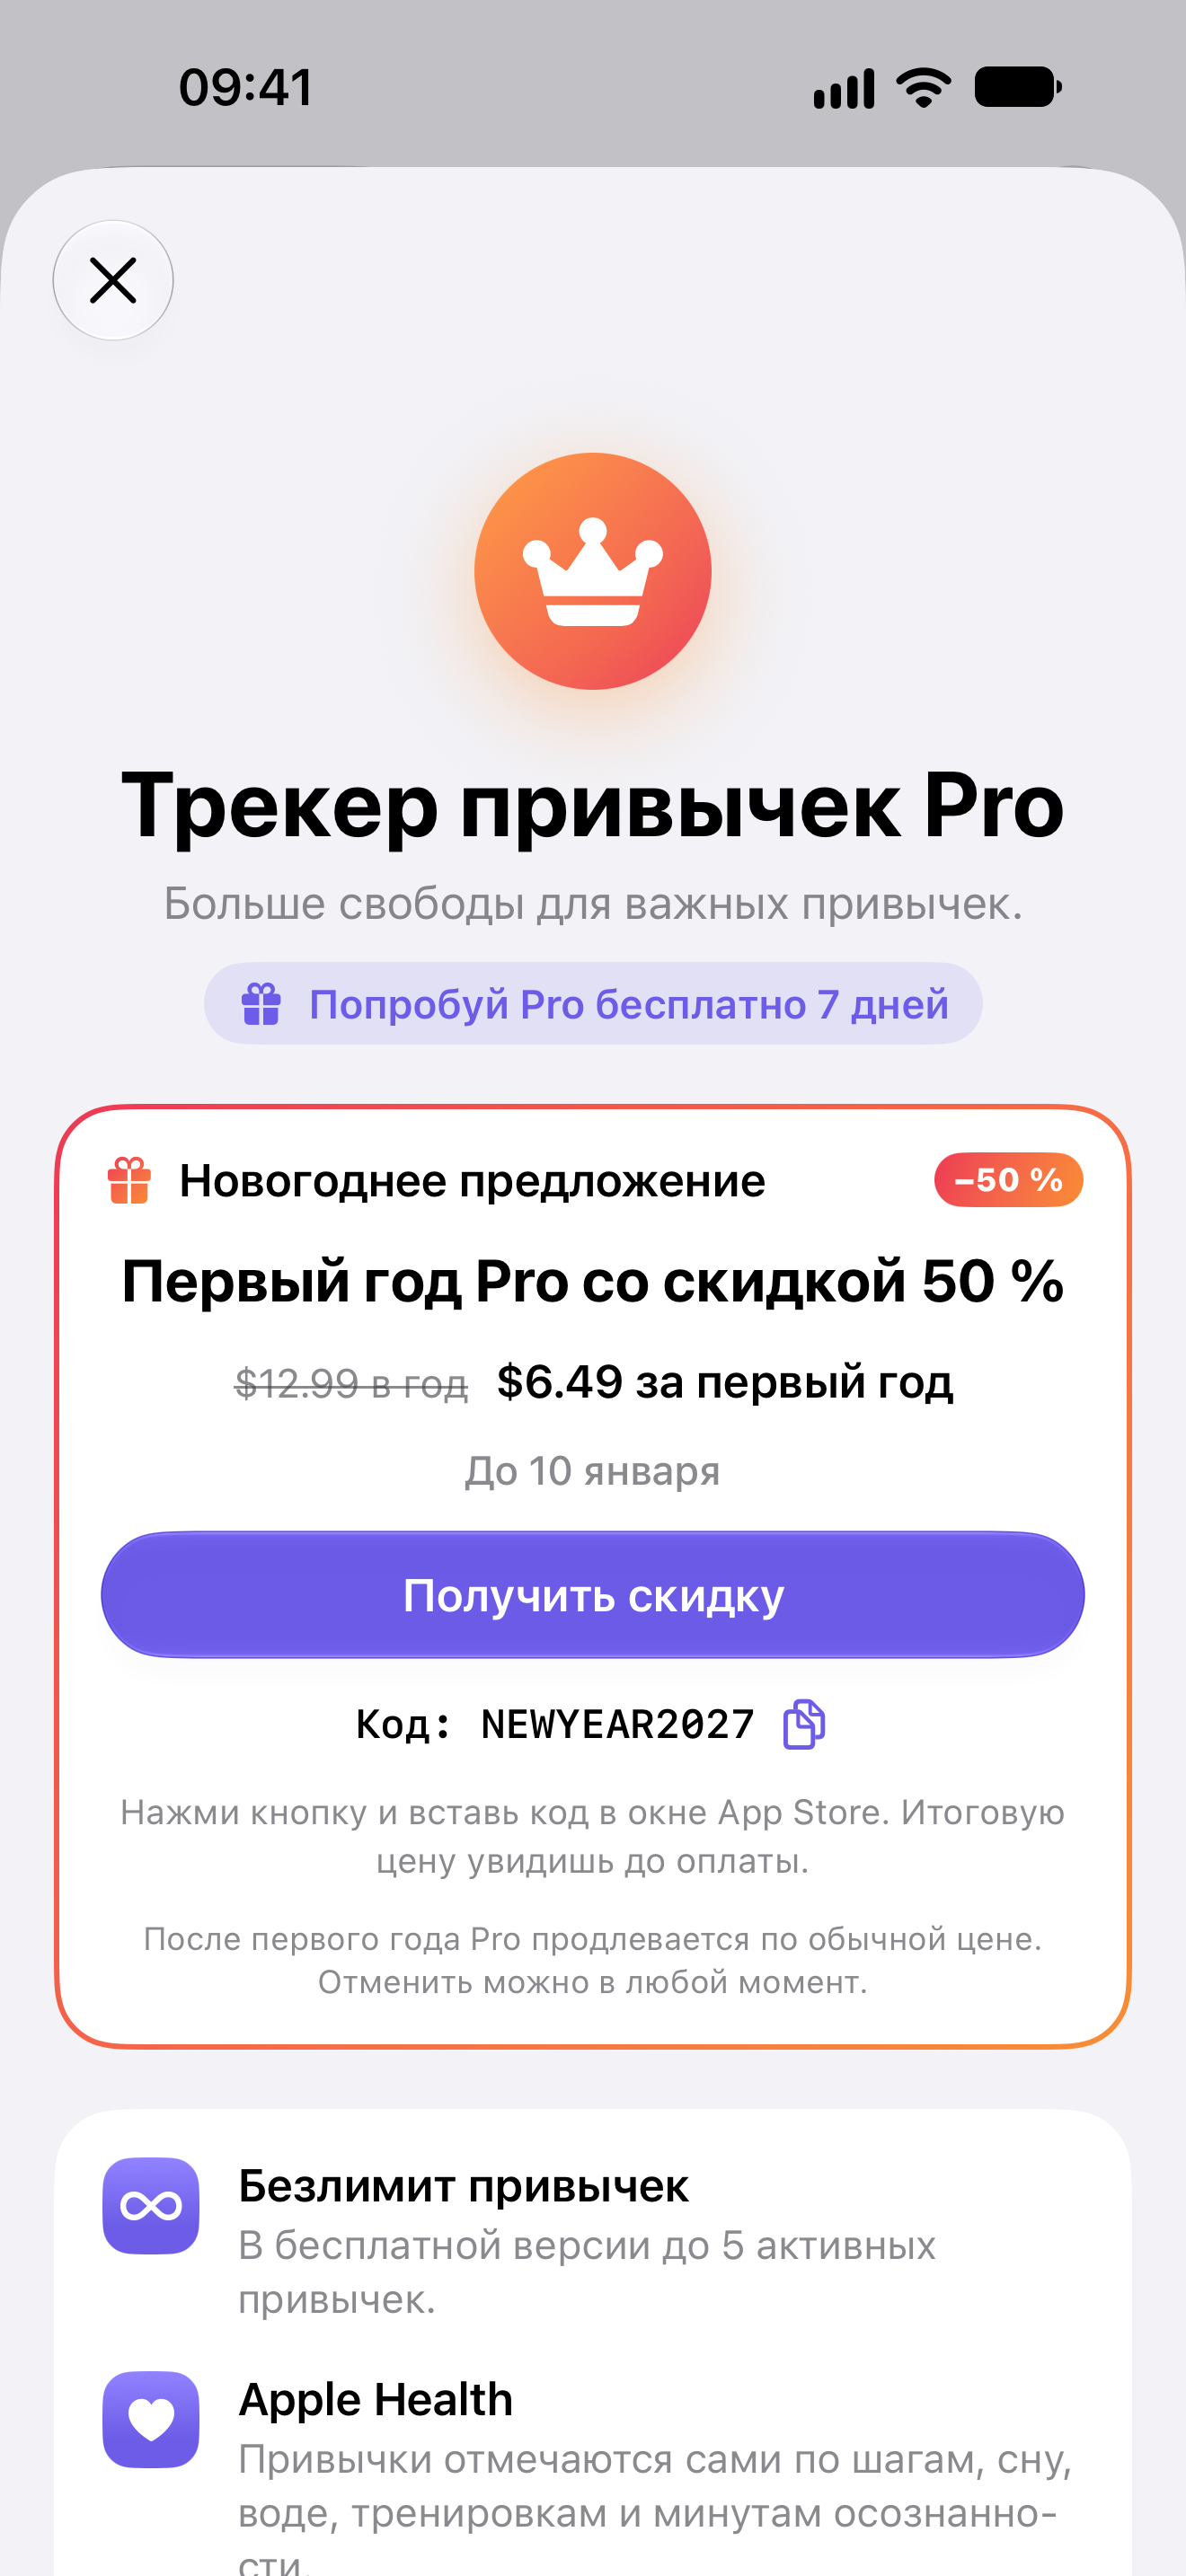 09:41
Трекер привычек Pro
Больше свободы для важных привычек.
Попробуй Pro бесплатно 7 дней
Новогоднее предложение
–50 %
Первый год Pro со скидкой 50 %
$12.99 в год $6.49 за первый год
До 10 января
Получить скидку
Код: NEWYEAR2027
Нажми кнопку и вставь код в окне App Store. Итоговую
цену увидишь до оплаты.
После первого года Pro продлевается по обычной цене.
Отменить можно в любой момент.
Безлимит привычек
В бесплатной версии до 5 активных
привычек.
Apple Health
Привычки отмечаются сами по шагам, сну,
воде, тренировкам и минутам осознанно-
сти.